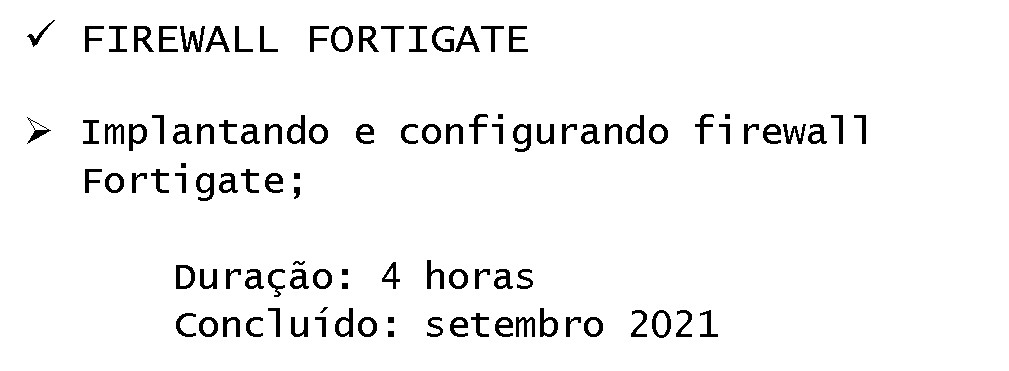 ✓ FIREWALL FORTIGATE
➢ Implantando e configurando firewall
Fortigate;
Duração: 4 horas
Concluído: setembro 2021